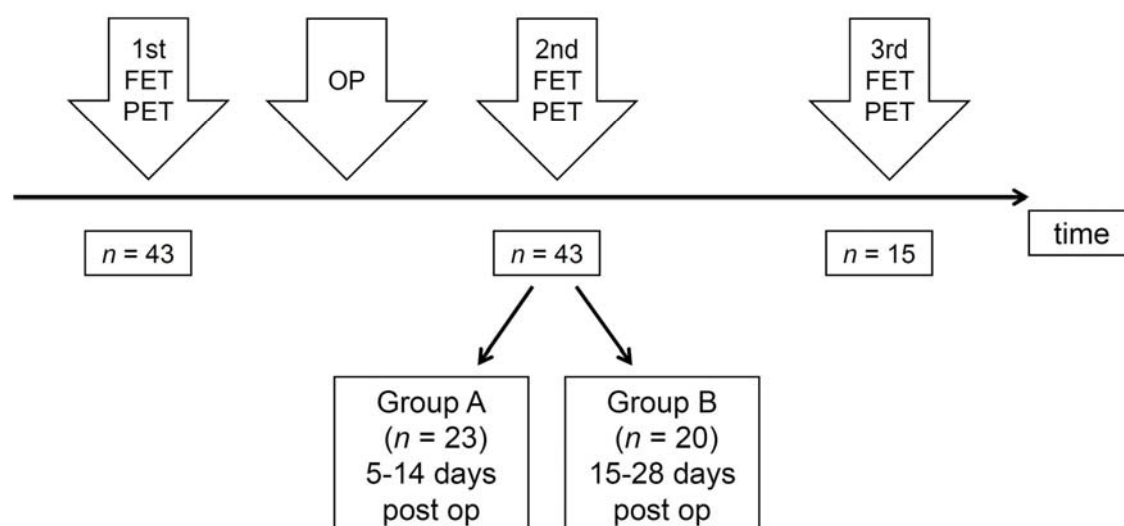 1st
FET
PET
OP
2nd
FET
PET
3rd
FET
PET
n = 43
n = 43
n = 15
time
Group A
(n = 23)
5-14 days
post op
Group B
(n = 20)
15-28 days
post op